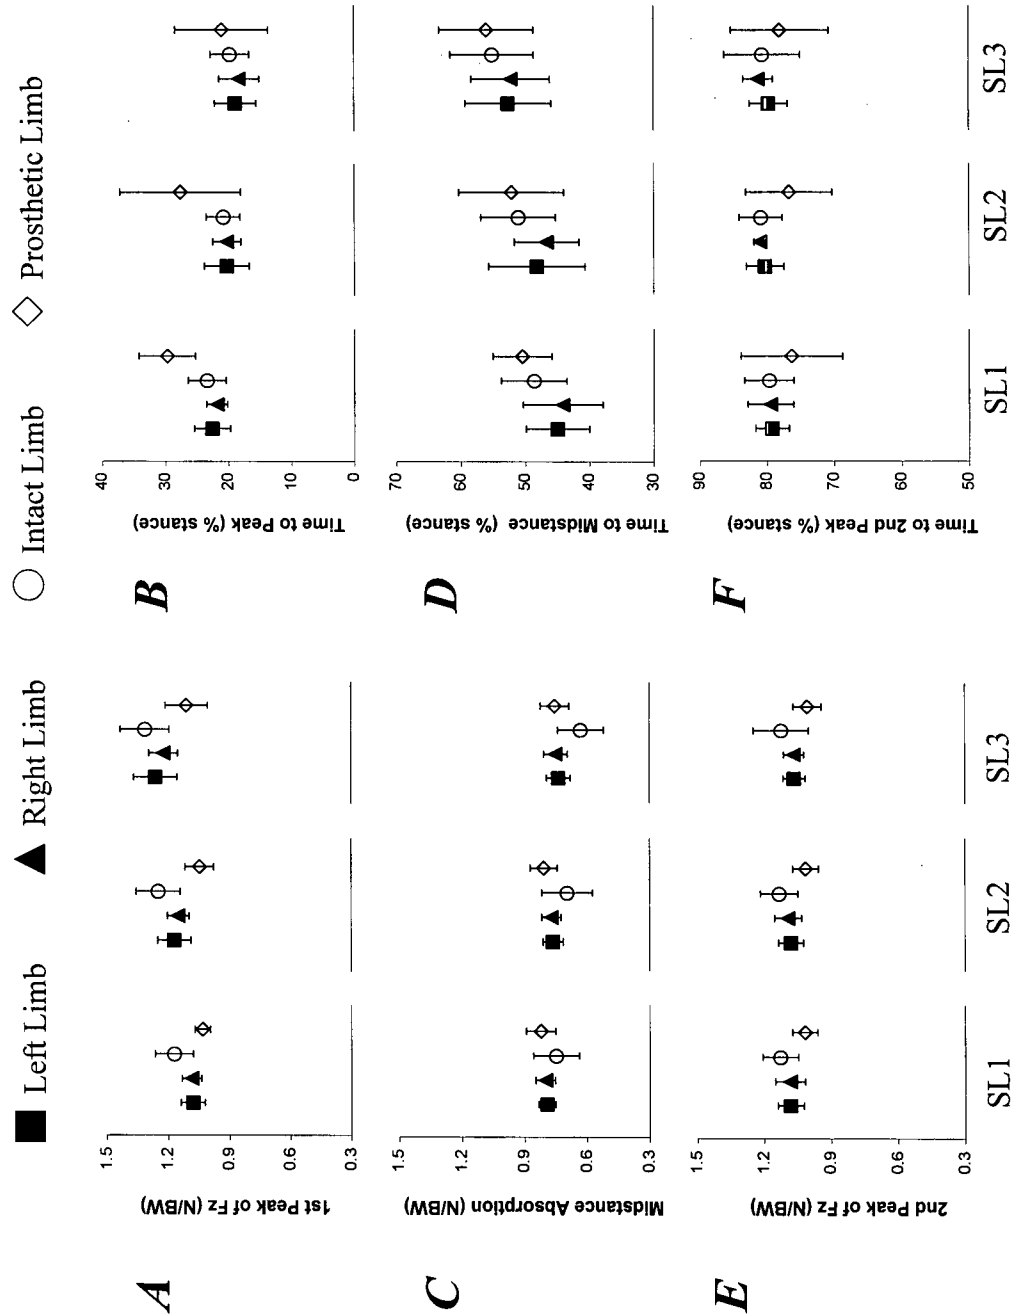 Left Limb Right Limb Intact Limb Prosthetic Limb
A
1st Peak of Fz (N/BW)
1.5
1.2
0.9
0.6
0.3
B
Time to Peak (% stance)
40
30
20
10
0
C
Midstance Absorption (N/BW)
1.5
1.2
0.9
0.6
0.3
D
Time to Midstance (% stance)
70
60
50
40
30
E
2nd Peak of Fz (N/BW)
1.5
1.2
0.9
0.6
0.3
SL1 SL2 SL3
F
Time to 2nd Peak (% stance)
90
80
70
60
50
SL1 SL2 SL3